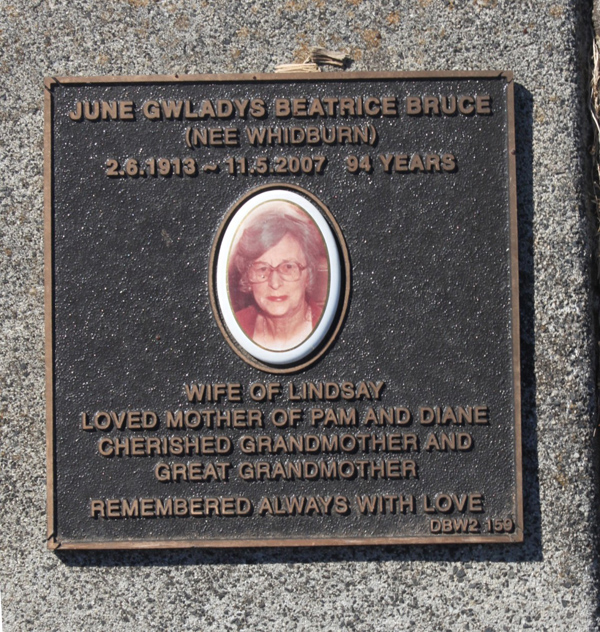 JUNE GWLADYS BEATRICE BRUCE
(NEE WHIDBURN)
2.6.1913 ~ 11.5.2007 94 YEARS
WIFE OF LINDSAY
LOVED MOTHER OF PAM AND DIANE
CHERISHED GRANDMOTHER AND
GREAT GRANDMOTHER
REMEMBERED ALWAYS WITH LOVE
DBW2 159